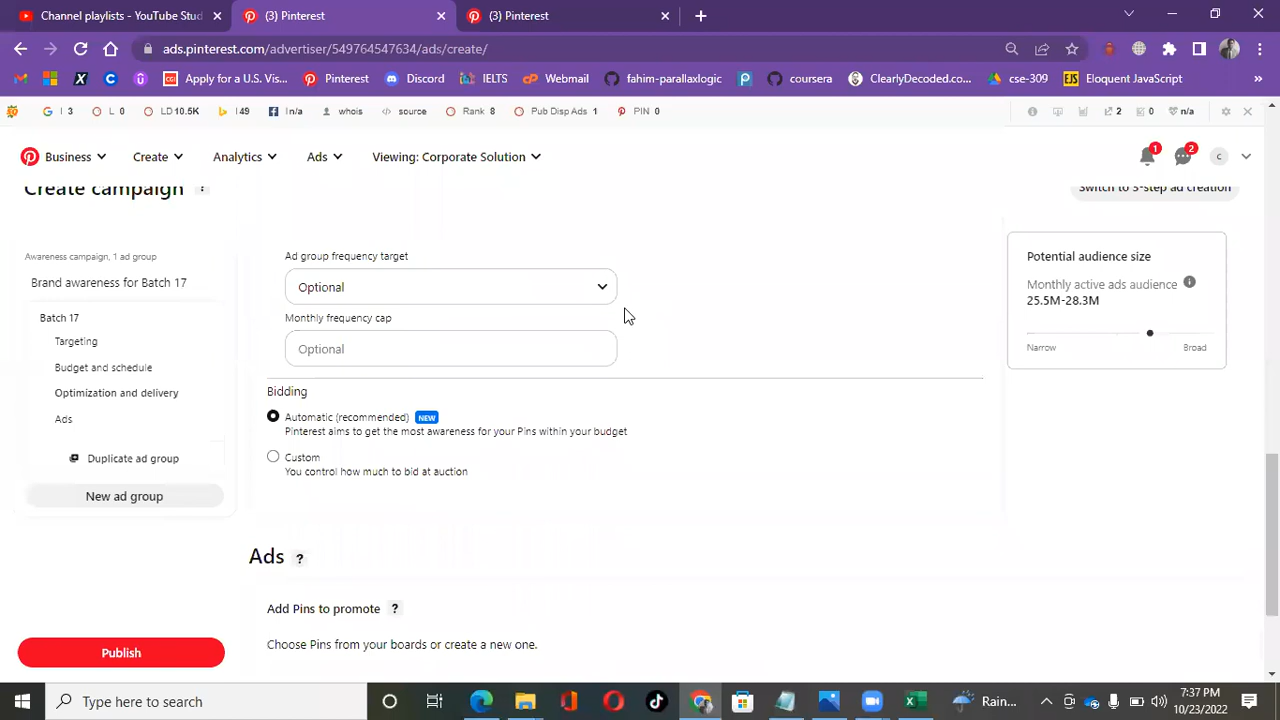 Channel playlists - YouTube Stud
(3) Pinterest
(3) Pinterest
ads.pinterest.com/advertiser/549764547634/ads/create/
Apply for a U.S. Vis...
Pinterest
Discord
IELTS
Webmail
fahim-parallaxlogic
coursera
ClearlyDecoded.co...
cse-309
EJS
Eloquent JavaScript
»
G I 3
L 0
LD 10.5K
I 49
n/a
whois
source
Rank 8
Pub Disp Ads 1
PIN 0
2
0
n/a
Business
Create
Analytics
Ads
Viewing: Corporate Solution
1
2
c
Create campaign
Switch to 3-step ad creation
Awareness campaign, 1 ad group
Brand awareness for Batch 17
Batch 17
Targeting
Budget and schedule
Optimization and delivery
Ads
Duplicate ad group
New ad group
Publish
Ad group frequency target
Optional
Monthly frequency cap
Optional
Bidding
Automatic (recommended) NEW
Pinterest aims to get the most awareness for your Pins within your budget
Custom
You control how much to bid at auction
Ads ?
Add Pins to promote ?
Choose Pins from your boards or create a new one.
Potential audience size
Monthly active ads audience
25.5M-28.3M
Narrow
Broad
Type here to search
Rain...
7:37 PM
10/23/2022